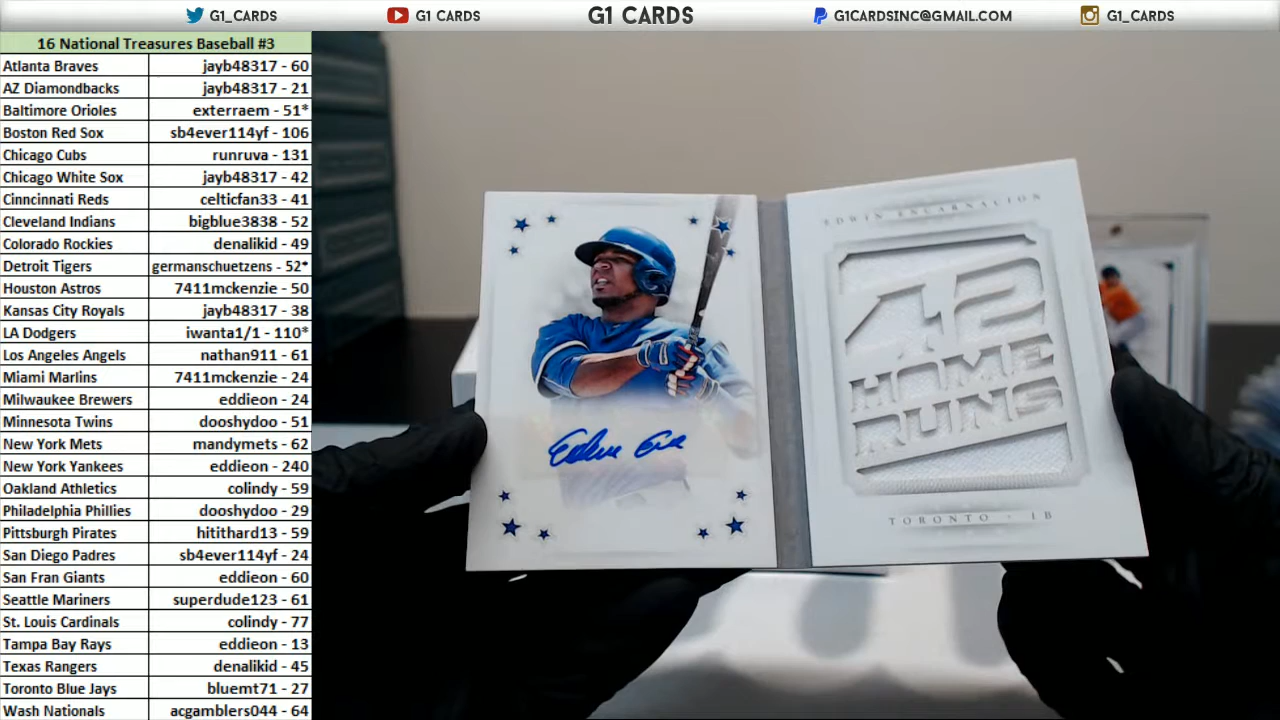 G1_CARDS G1 CARDS G1 CARDS G1CARDSINC@GMAIL.COM G1_CARDS
16 National Treasures Baseball #3
Atlanta Braves jayb48317 - 60
AZ Diamondbacks jayb48317 - 21
Baltimore Orioles exterraem - 51*
Boston Red Sox sb4ever114yf - 106
Chicago Cubs runruva - 131
Chicago White Sox jayb48317 - 42
Cinncinati Reds celticfan33 - 41
Cleveland Indians bigblue3838 - 52
Colorado Rockies denalikid - 49
Detroit Tigers germanschuetzens - 52*
Houston Astros 7411mckenzie - 50
Kansas City Royals jayb48317 - 38
LA Dodgers iwanta1/1 - 110*
Los Angeles Angels nathan911 - 61
Miami Marlins 7411mckenzie - 24
Milwaukee Brewers eddieon - 24
Minnesota Twins dooshydoo - 51
New York Mets mandymets - 62
New York Yankees eddieon - 240
Oakland Athletics colindy - 59
Philadelphia Phillies dooshydoo - 29
Pittsburgh Pirates hitithard13 - 59
San Diego Padres sb4ever114yf - 24
San Fran Giants eddieon - 60
Seattle Mariners superdude123 - 61
St. Louis Cardinals colindy - 77
Tampa Bay Rays eddieon - 13
Texas Rangers denalikid - 45
Toronto Blue Jays bluemt71 - 27
Wash Nationals acgamblers044 - 64
EDWIN ENCARNACION
42
HOME
RUNS
TORONTO - 1B